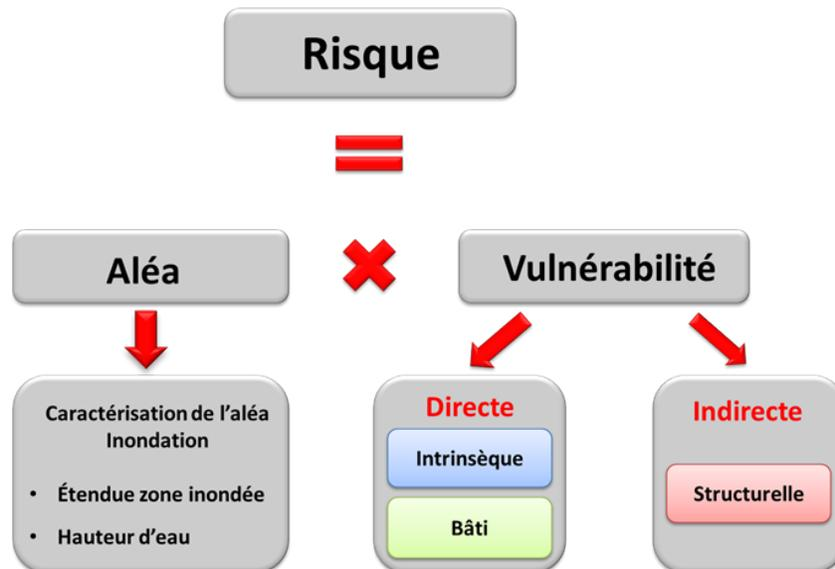 Risque
=
Aléa
×
Vulnérabilité
Caractérisation de l'aléa
Inondation
• Étendue zone inondée
• Hauteur d'eau
Directe
Intrinsèque
Bâti
Indirecte
Structurelle